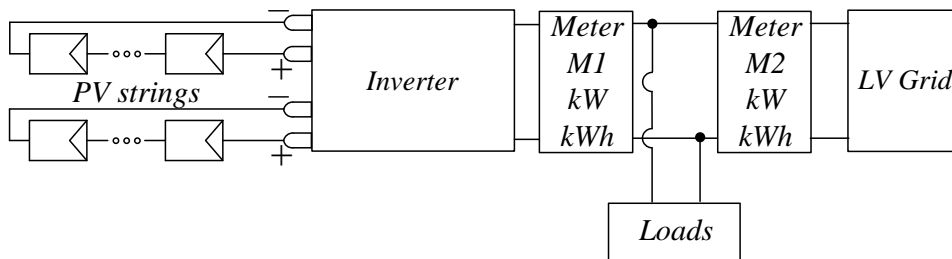 −
+
PV strings
−
+
Inverter
Meter
M1
kW
kWh
Meter
M2
kW
kWh
LV Grid
Loads